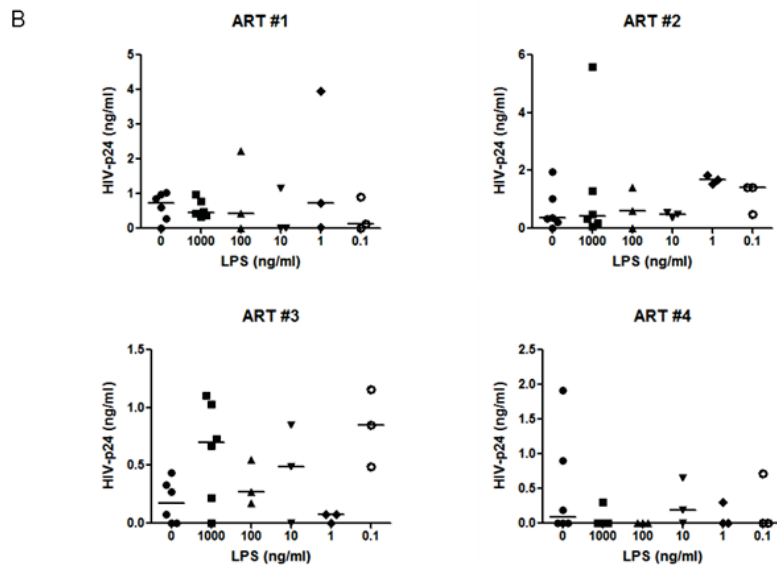 B
ART #1
HIV-p24 (ng/ml)
5
4
3
2
1
0
0 1000 100 10 1 0.1
LPS (ng/ml)
ART #2
HIV-p24 (ng/ml)
6
4
2
0
0 1000 100 10 1 0.1
LPS (ng/ml)
ART #3
HIV-p24 (ng/ml)
1.5
1.0
0.5
0.0
0 1000 100 10 1 0.1
LPS (ng/ml)
ART #4
HIV-p24 (ng/ml)
2.5
2.0
1.5
1.0
0.5
0.0
0 1000 100 10 1 0.1
LPS (ng/ml)